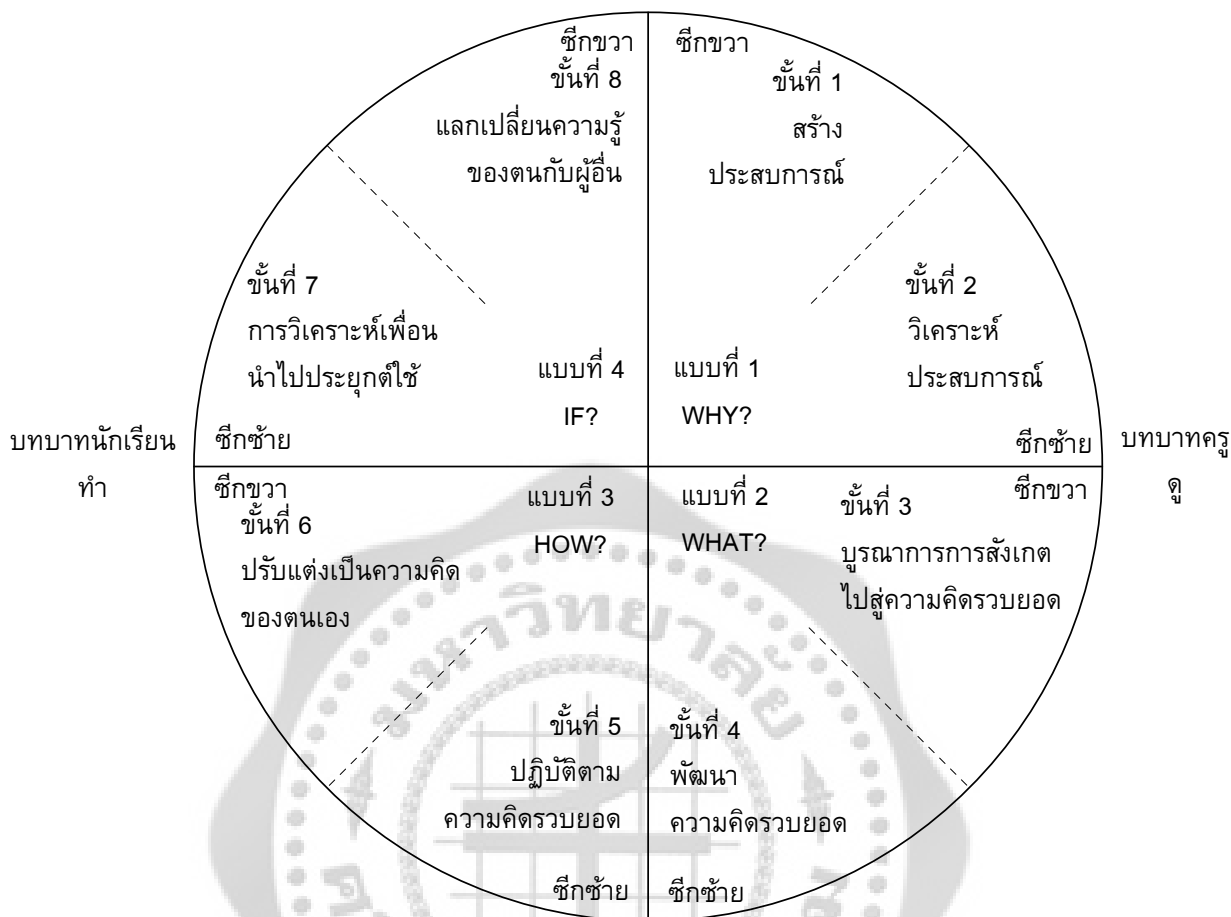 ซีกขวา
ขั้นที่ 8
แลกเปลี่ยนความรู้
ของตนกับผู้อื่น
ซีกขวา
ขั้นที่ 1
สร้าง
ประสบการณ์
ขั้นที่ 7
การวิเคราะห์เพื่อน
นำไปประยุกต์ใช้
ขั้นที่ 2
วิเคราะห์
ประสบการณ์
แบบที่ 4
IF?
แบบที่ 1
WHY?
บทบาทนักเรียน
ทำ
ซีกซ้าย
ซีกซ้าย
บทบาทครู
ดู
ซีกขวา
ขั้นที่ 6
ปรับแต่งเป็นความคิด
ของตนเอง
แบบที่ 3
HOW?
แบบที่ 2
WHAT?
ซีกขวา
ขั้นที่ 3
บูรณาการการสังเกต
ไปสู่ความคิดรวบยอด
มหาวิทยาลัย
ขั้นที่ 5
ปฏิบัติตาม
ความคิดรวบยอด
ซีกซ้าย
ขั้นที่ 4
พัฒนา
ความคิดรวบยอด
ซีกซ้าย